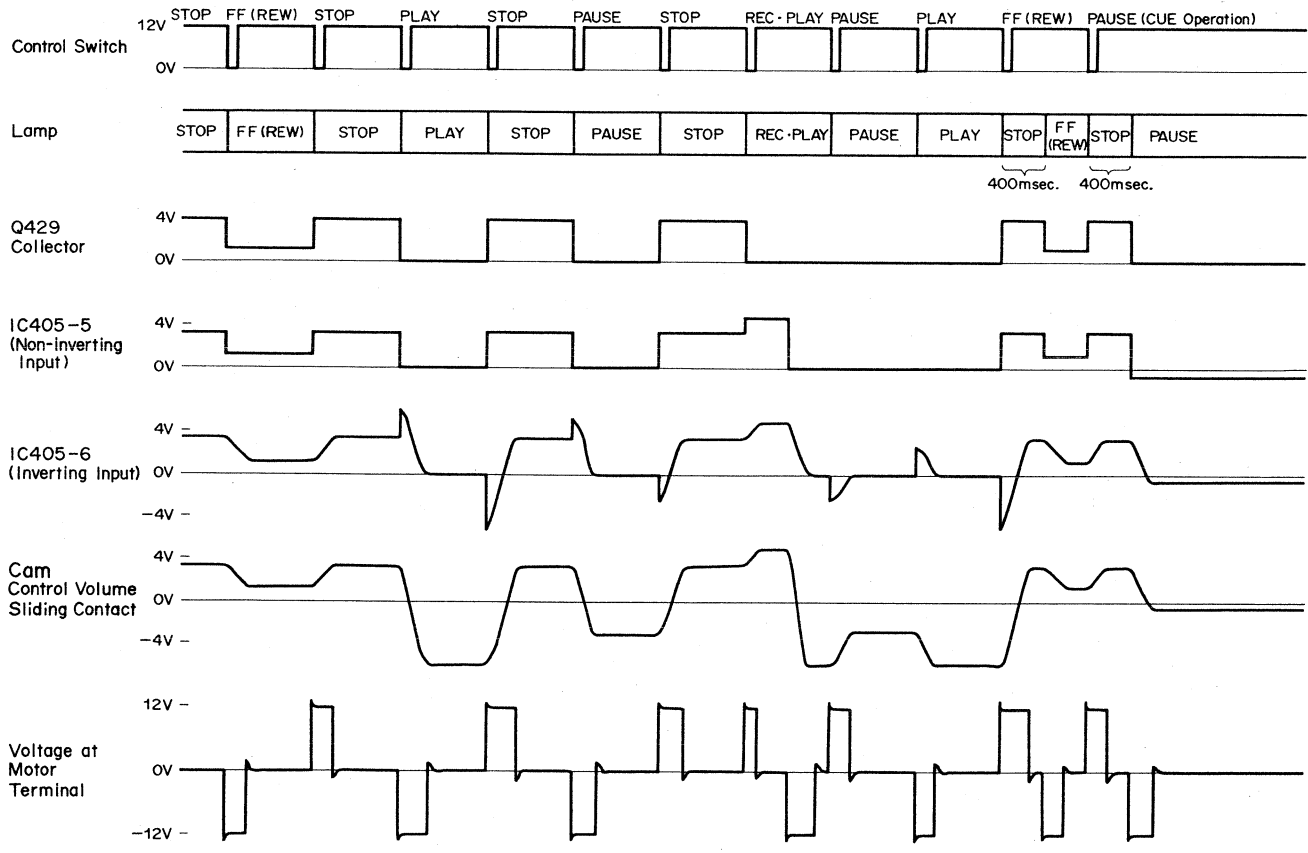 STOP FF (REW) STOP PLAY STOP PAUSE STOP REC·PLAY PAUSE PLAY FF (REW) PAUSE (CUE Operation)
12V
Control Switch
0V
Lamp
STOP FF (REW) STOP PLAY STOP PAUSE STOP REC·PLAY PAUSE PLAY STOP FF (REW) STOP PAUSE
400msec. 400msec.
4V
Q429
Collector
0V
IC405-5
(Non-inverting
Input)
4V
0V
4V
IC405-6
(Inverting Input)
0V
-4V
4V
Cam
Control Volume
Sliding Contact
0V
-4V
12V
Voltage at
Motor
Terminal
0V
-12V